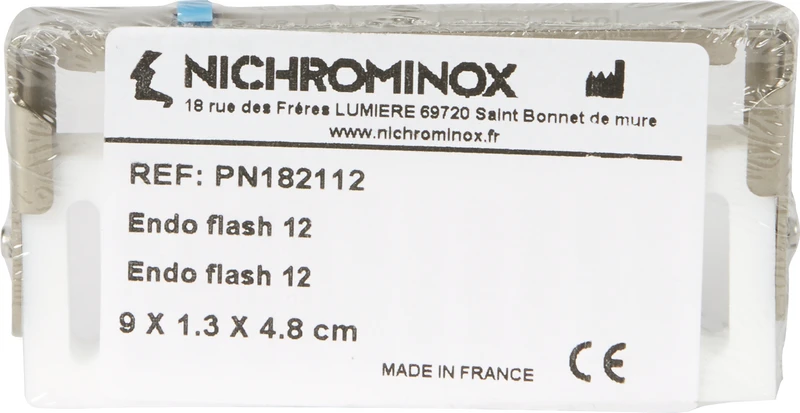 NICHROMINOX
18 rue des Fréres LUMIERE 69720 Saint Bonnet de mure
www.nichrominox.fr
REF: PN182112
Endo flash 12
Endo flash 12
9 X 1.3 X 4.8 cm
MADE IN FRANCE CE